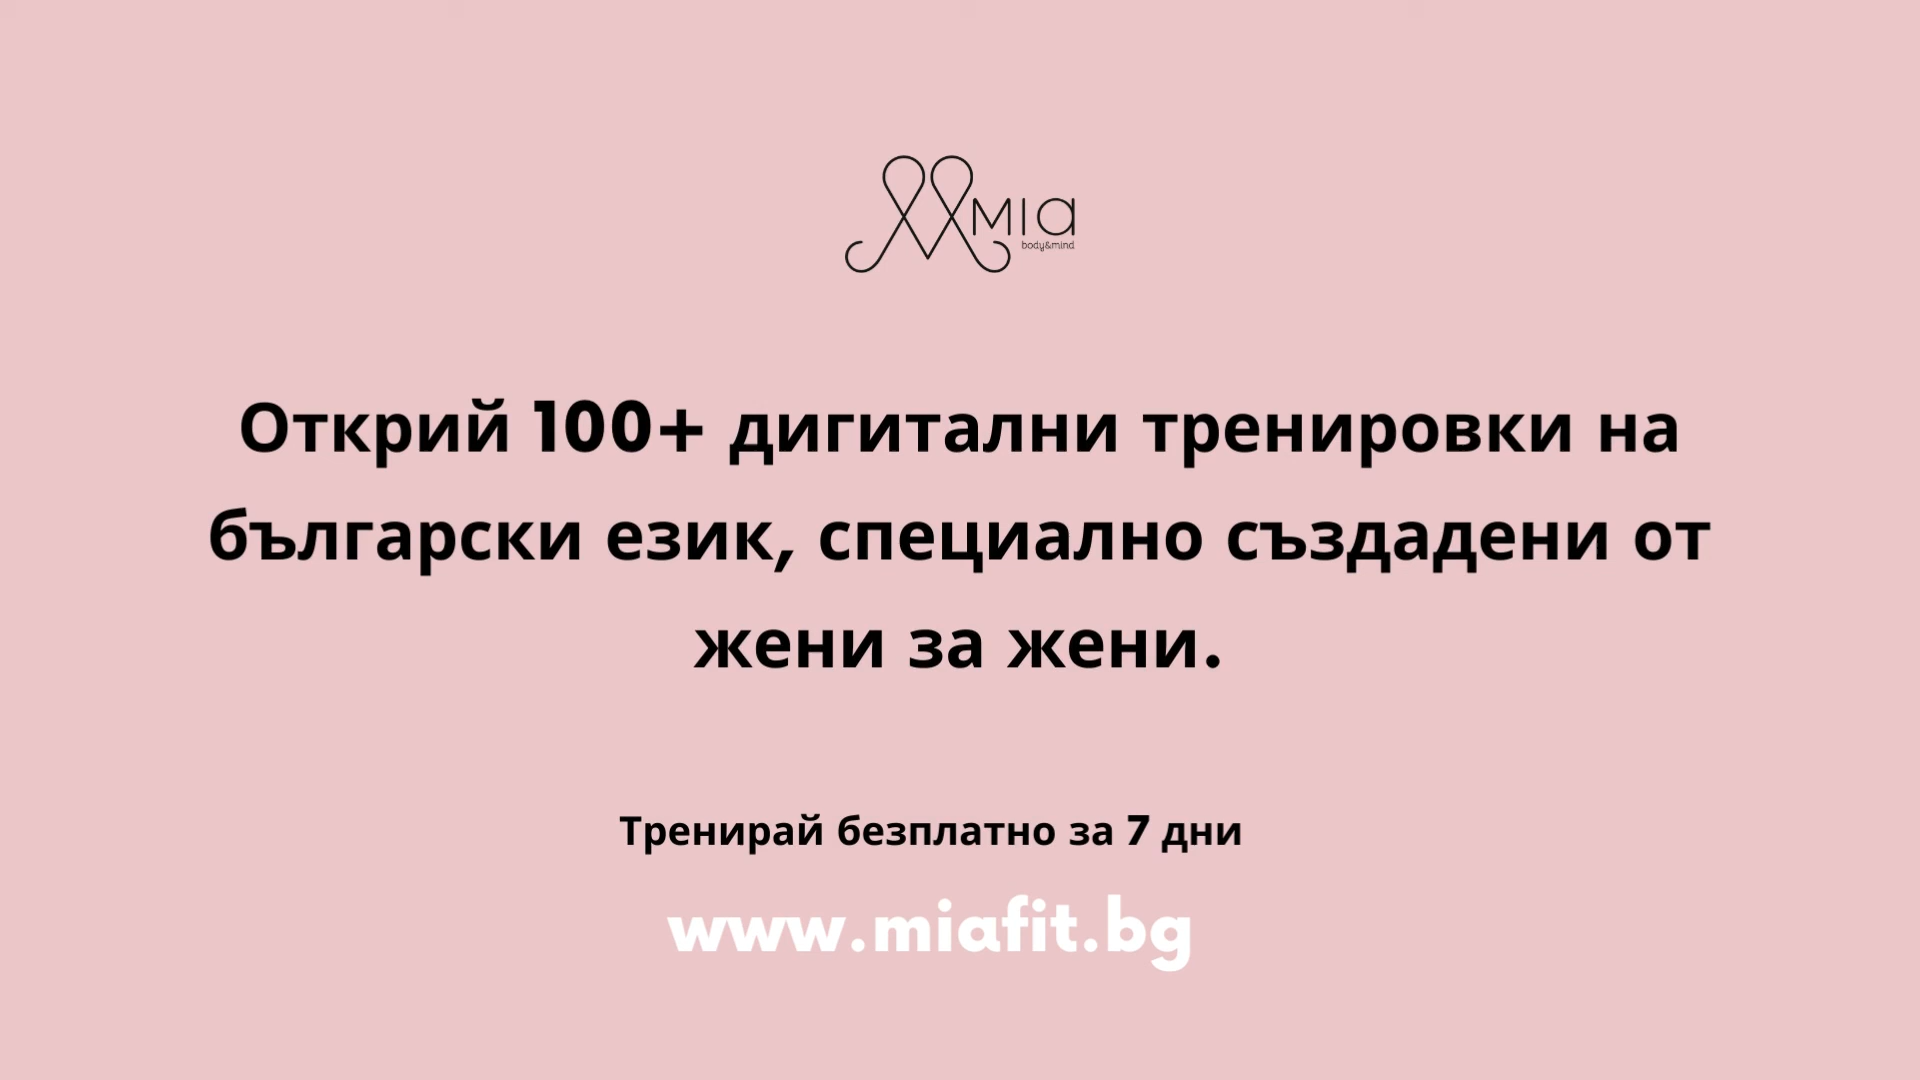 MIA
body&mind
Открий 100+ дигитални тренировки на
български език, специално създадени от
жени за жени.
Тренирай безплатно за 7 дни
www.miafit.bg